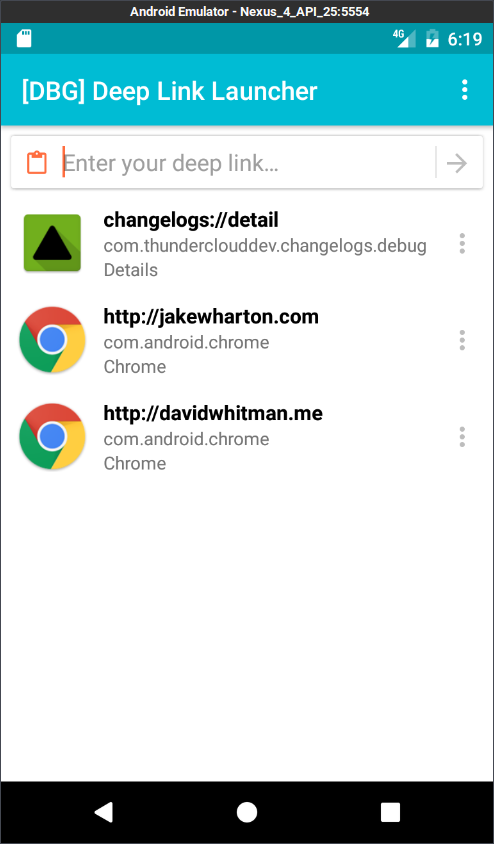 Android Emulator - Nexus_4_API_25:5554
4G 6:19
[DBG] Deep Link Launcher
Enter your deep link...
changelogs://detail
com.thunderclouddev.changelogs.debug
Details
http://jakewharton.com
com.android.chrome
Chrome
http://davidwhitman.me
com.android.chrome
Chrome